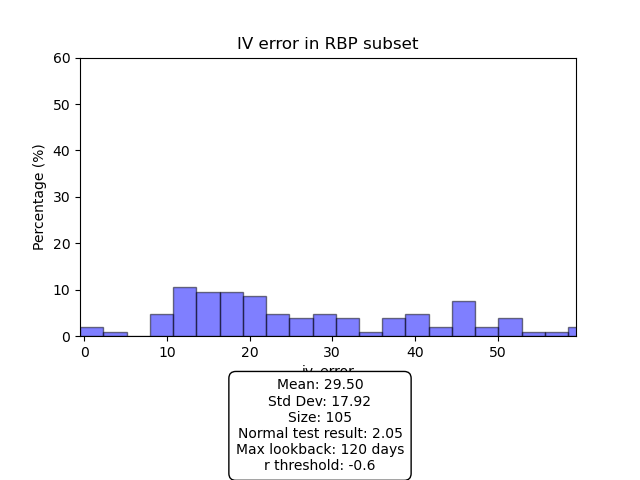 IV error in RBP subset
Percentage (%)
60
50
40
30
20
10
0
0 10 20 30 40 50
iv_error
Mean: 29.50
Std Dev: 17.92
Size: 105
Normal test result: 2.05
Max lookback: 120 days
r threshold: -0.6